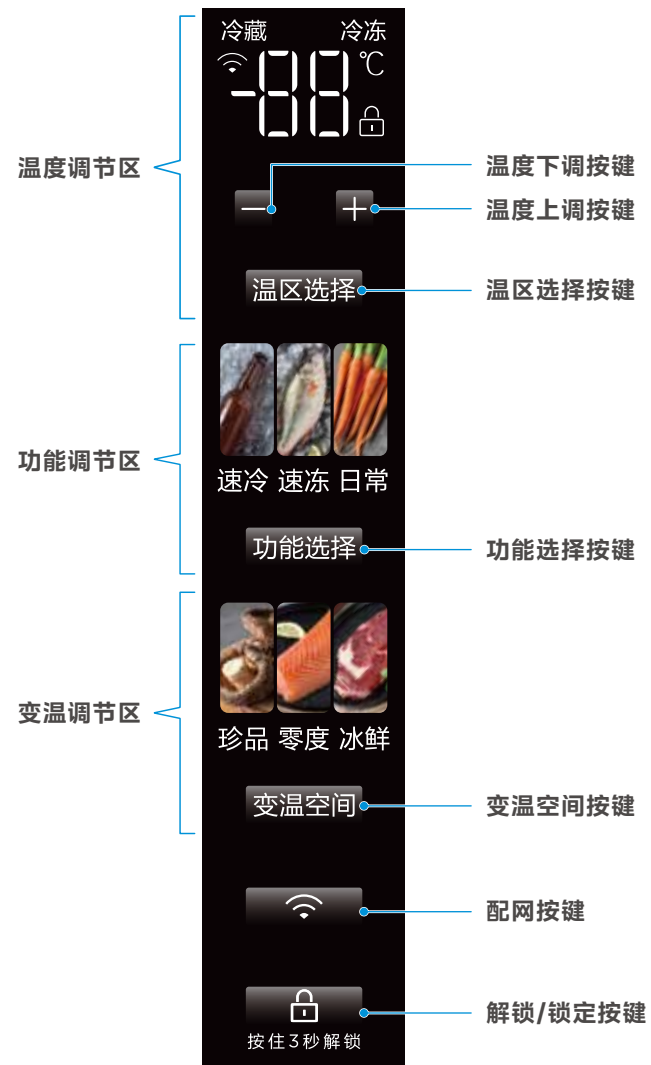 冷藏 冷冻
-88 ℃
温度调节区
温度下调按键
- +
温度上调按键
温区选择
温区选择按键
功能调节区
速冷 速冻 日常
功能选择
功能选择按键
变温调节区
珍品 零度 冰鲜
变温空间
变温空间按键
配网按键
解锁/锁定按键
按住3秒解锁